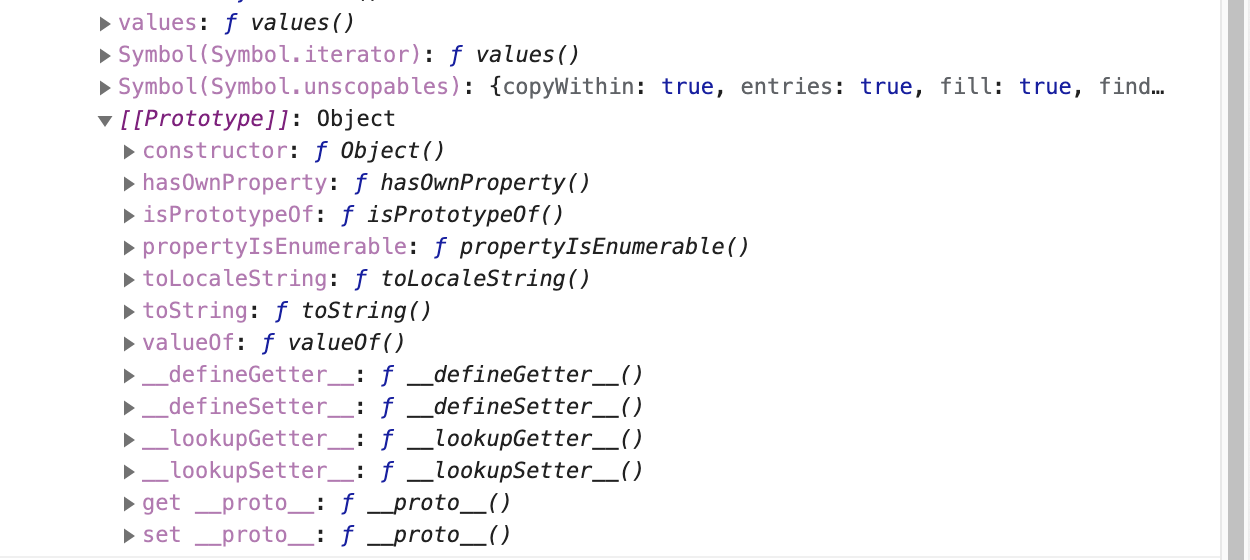 values: ƒ values()
Symbol(Symbol.iterator): ƒ values()
Symbol(Symbol.unscopables): {copyWithin: true, entries: true, fill: true, find…
[[Prototype]]: Object
constructor: ƒ Object()
hasOwnProperty: ƒ hasOwnProperty()
isPrototypeOf: ƒ isPrototypeOf()
propertyIsEnumerable: ƒ propertyIsEnumerable()
toLocaleString: ƒ toLocaleString()
toString: ƒ toString()
valueOf: ƒ valueOf()
__defineGetter__: ƒ __defineGetter__()
__defineSetter__: ƒ __defineSetter__()
__lookupGetter__: ƒ __lookupGetter__()
__lookupSetter__: ƒ __lookupSetter__()
get __proto__: ƒ __proto__()
set __proto__: ƒ __proto__()